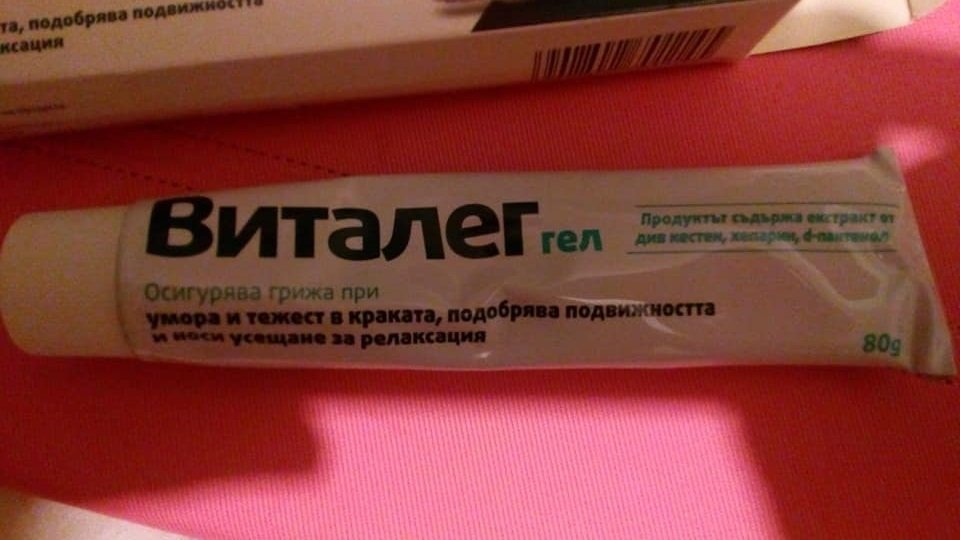 та, подобрява подвижността
ксация
Виталег гел
Продуктът съдържа екстракт от
див кестен, хепарин, d-пантенол
Осигурява грижа при
умора и тежест в краката, подобрява подвижността
и носи усещане за релаксация
80g